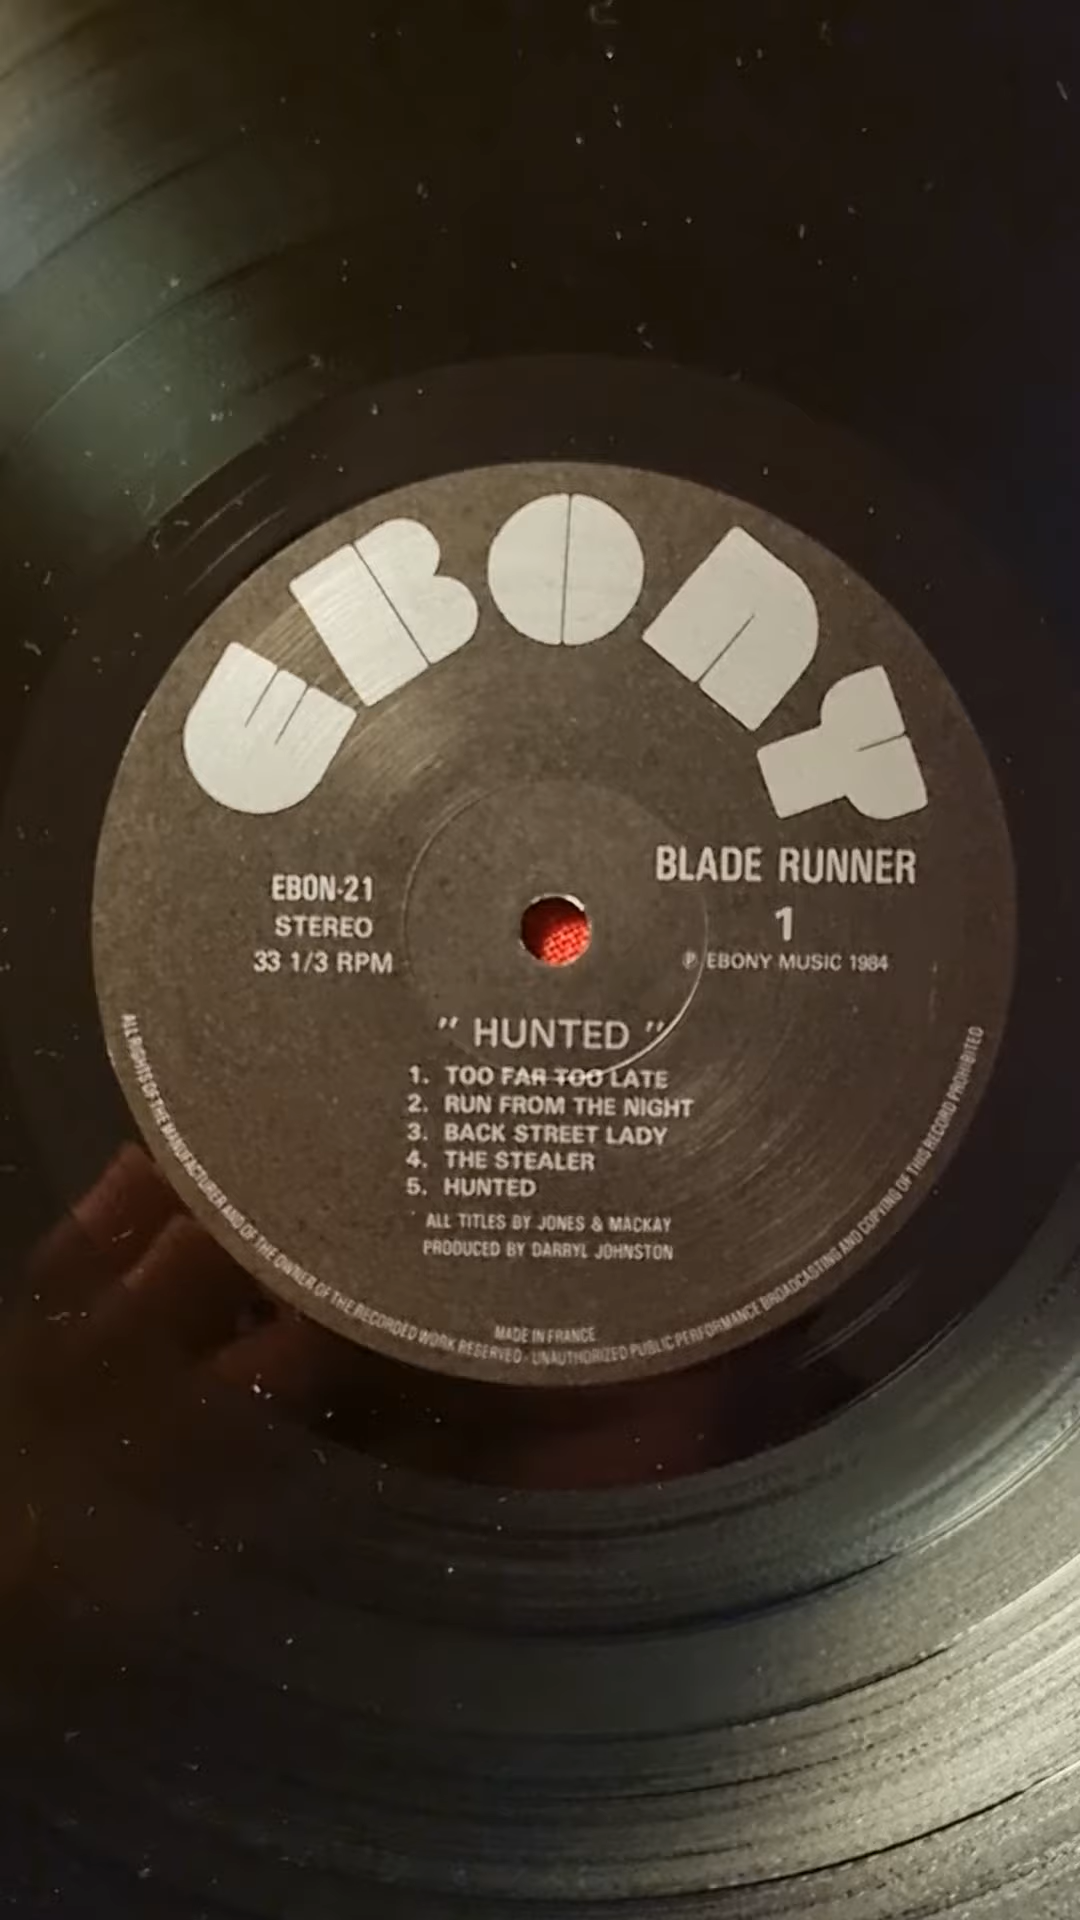 EBONY
EBON-21
STEREO
33 1/3 RPM
BLADE RUNNER
1
℗ EBONY MUSIC 1984
" HUNTED "
1. TOO FAR TOO LATE
2. RUN FROM THE NIGHT
3. BACK STREET LADY
4. THE STEALER
5. HUNTED
ALL TITLES BY JONES & MACKAY
PRODUCED BY DARRYL JOHNSTON
MADE IN FRANCE
ALL RIGHTS OF THE MANUFACTURER AND OF THE OWNER OF THE RECORDED WORK RESERVED - UNAUTHORIZED PUBLIC PERFORMANCE BROADCASTING AND COPYING OF THIS RECORD PROHIBITED